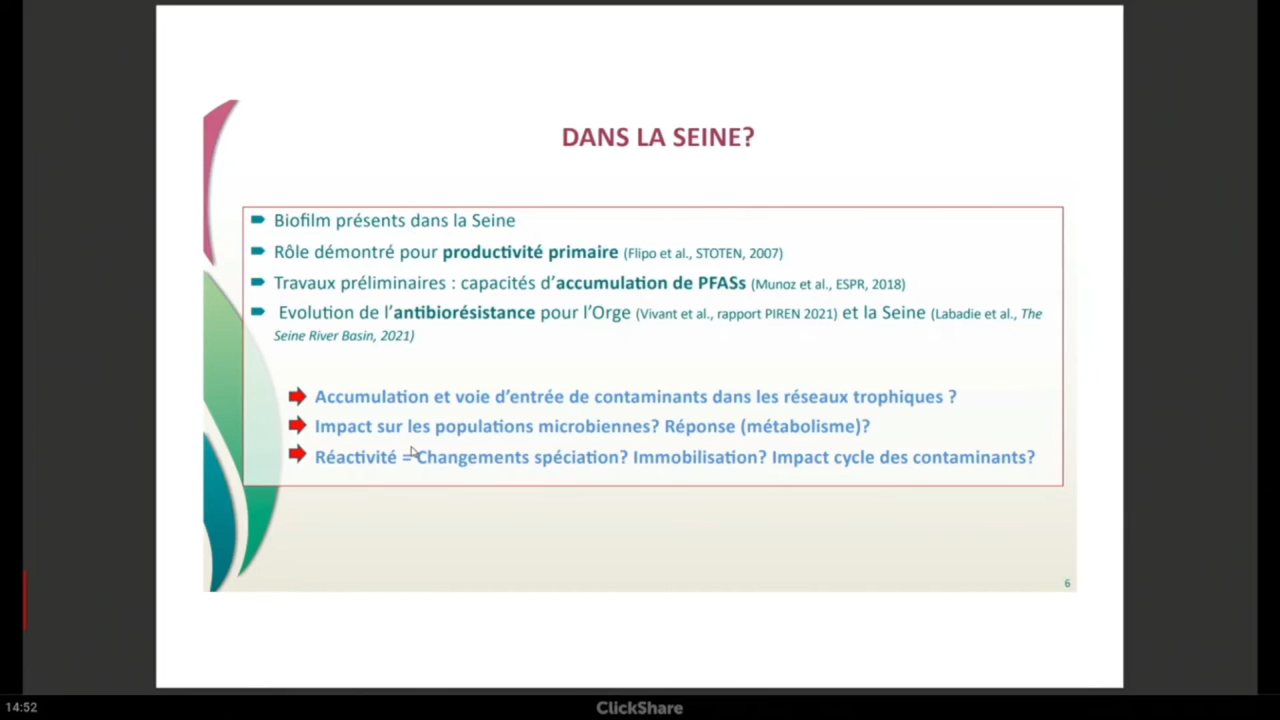 DANS LA SEINE?
Biofilm présents dans la Seine
Rôle démontré pour productivité primaire (Flipo et al., STOTEN, 2007)
Travaux préliminaires : capacités d’accumulation de PFASs (Munoz et al., ESPR, 2018)
Evolution de l’antibiorésistance pour l’Orge (Vivant et al., rapport PIREN 2021) et la Seine (Labadie et al., The
Seine River Basin, 2021)
Accumulation et voie d’entrée de contaminants dans les réseaux trophiques ?
Impact sur les populations microbiennes? Réponse (métabolisme)?
Réactivité = Changements spéciation? Immobilisation? Impact cycle des contaminants?
6
14:52
ClickShare